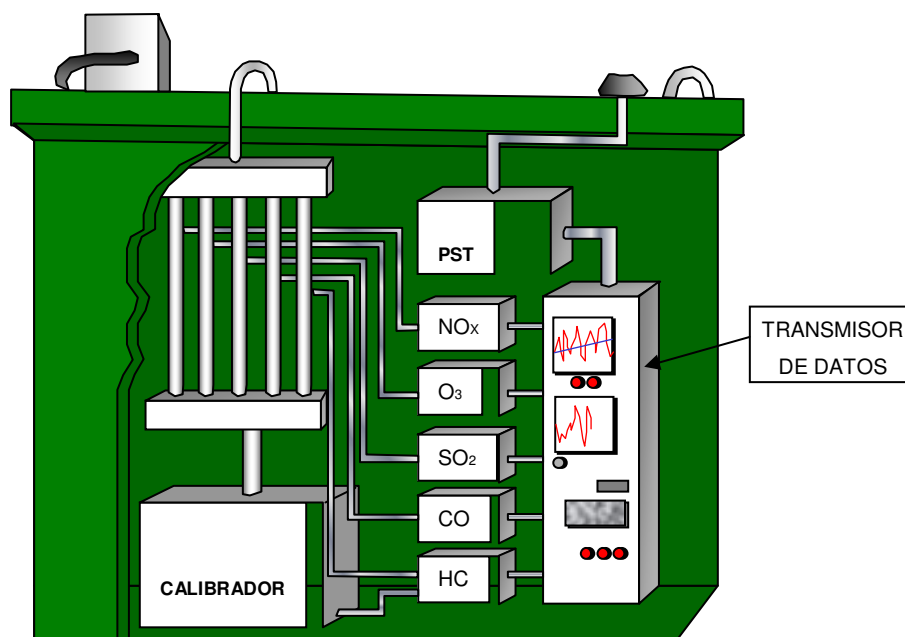 PST
NOX
O3
SO2
CO
HC
CALIBRADOR
TRANSMISOR
DE DATOS